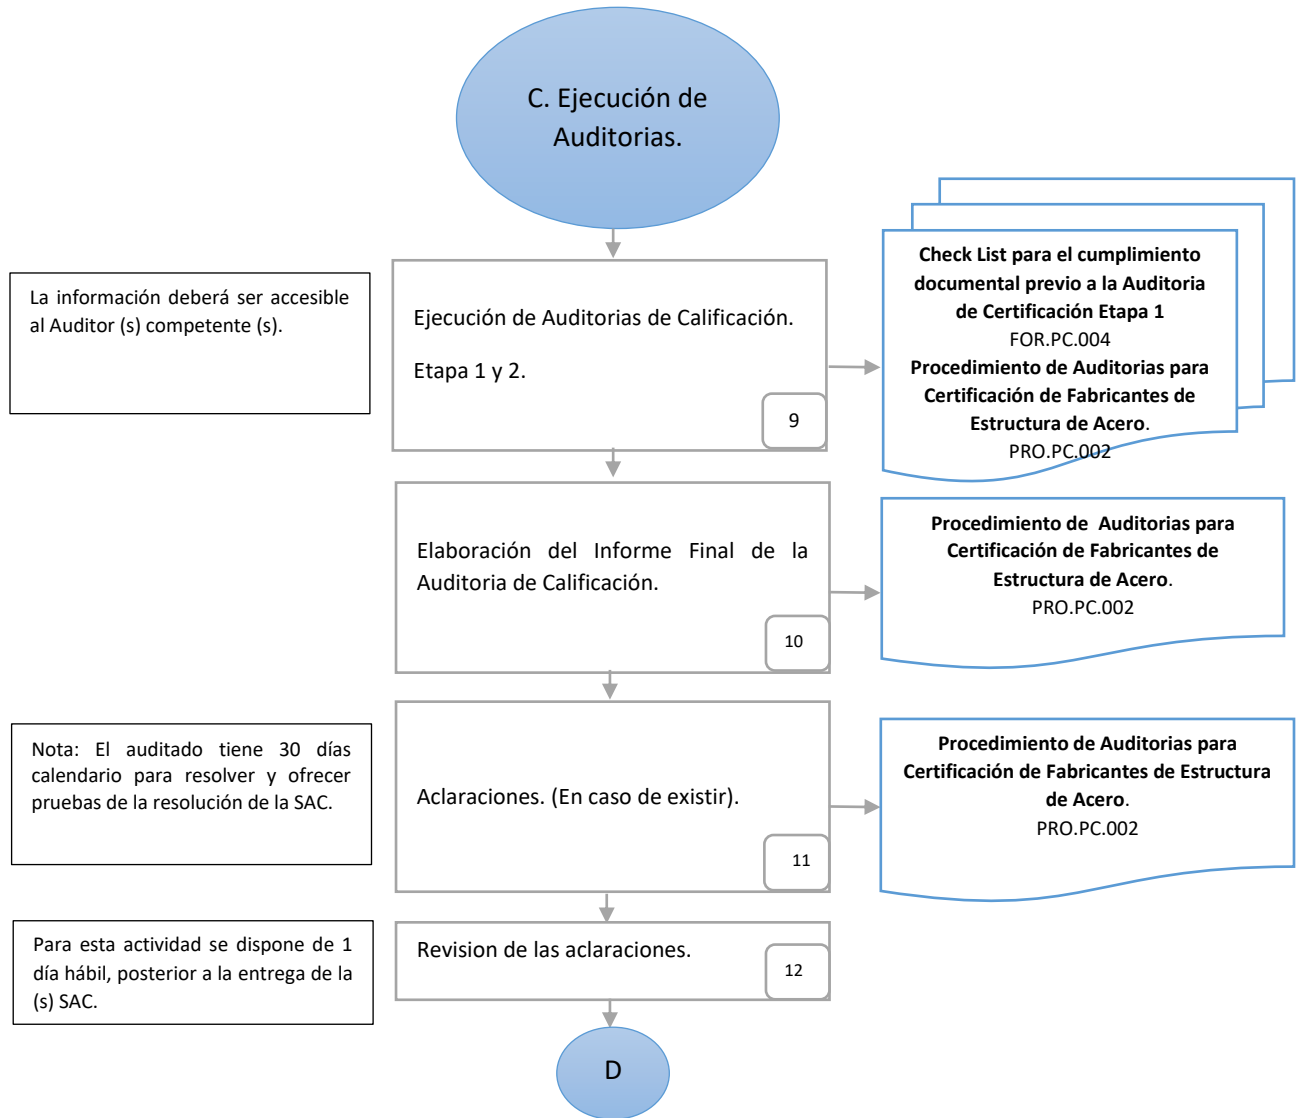 C. Ejecución de
Auditorias.
La información deberá ser accesible
al Auditor (s) competente (s).
Ejecución de Auditorias de Calificación.
Etapa 1 y 2.
9
Check List para el cumplimiento
documental previo a la Auditoria
de Certificación Etapa 1
FOR.PC.004
Procedimiento de Auditorias para
Certificación de Fabricantes de
Estructura de Acero.
PRO.PC.002
Elaboración del Informe Final de la
Auditoria de Calificación.
10
Procedimiento de Auditorias para
Certificación de Fabricantes de
Estructura de Acero.
PRO.PC.002
Nota: El auditado tiene 30 días
calendario para resolver y ofrecer
pruebas de la resolución de la SAC.
Aclaraciones. (En caso de existir).
11
Procedimiento de Auditorias para
Certificación de Fabricantes de Estructura
de Acero.
PRO.PC.002
Para esta actividad se dispone de 1
día hábil, posterior a la entrega de la
(s) SAC.
Revision de las aclaraciones.
12
D